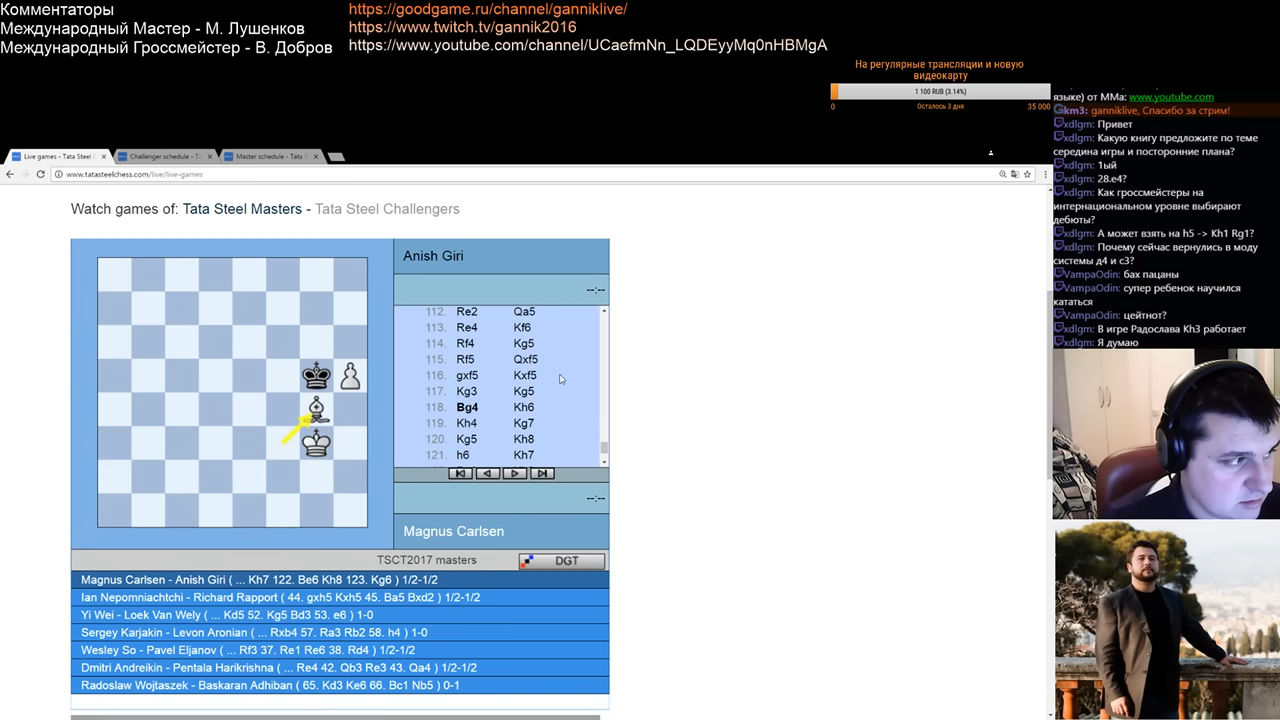 Комментаторы
Международный Мастер - М. Лушенков
Международный Гроссмейстер - В. Добров
https://goodgame.ru/channel/ganniklive/
https://www.twitch.tv/gannik2016
https://www.youtube.com/channel/UCaefmNn_LQDEyyMq0nHBMgA
На регулярные трансляции и новую
видеокарту
1 100 RUB (3.14%)
0
Осталось 3 дня
35 000
языке) от ММа: www.youtube.com
km3: ganniklive, Спасибо за стрим!
xdlgm: Привет
xdlgm: Какую книгу предложите по теме
середина игры и посторонние плана?
xdlgm: 1ый
xdlgm: 28.e4?
xdlgm: Как гроссмейстеры на
интернациональном уровне выбирают
дебюты?
xdlgm: А может взять на h5 -> Kh1 Rg1?
xdlgm: Почему сейчас вернулись в моду
системы д4 и с3?
VampaOdin: бах пацаны
VampaOdin: супер ребенок научился
кататься
VampaOdin: цейтнот?
xdlgm: В игре Радослава Kh3 работает
xdlgm: Я думаю
Live games - Tata Steel
Challenger schedule - Ta
Master schedule - Tata S
www.tatasteelchess.com/live/live-games
Watch games of: Tata Steel Masters - Tata Steel Challengers
Anish Giri
--:--
112. Re2 Qa5
113. Re4 Kf6
114. Rf4 Kg5
115. Rf5 Qxf5
116. gxf5 Kxf5
117. Kg3 Kg5
118. Bg4 Kh6
119. Kh4 Kg7
120. Kg5 Kh8
121. h6 Kh7
--:--
Magnus Carlsen
TSCT2017 masters
DGT
Magnus Carlsen - Anish Giri ( ... Kh7 122. Be6 Kh8 123. Kg6 ) 1/2-1/2
Ian Nepomniachtchi - Richard Rapport ( 44. gxh5 Kxh5 45. Ba5 Bxd2 ) 1/2-1/2
Yi Wei - Loek Van Wely ( ... Kd5 52. Kg5 Bd3 53. e6 ) 1-0
Sergey Karjakin - Levon Aronian ( ... Rxb4 57. Ra3 Rb2 58. h4 ) 1-0
Wesley So - Pavel Eljanov ( ... Rf3 37. Re1 Re6 38. Rd4 ) 1/2-1/2
Dmitri Andreikin - Pentala Harikrishna ( ... Re4 42. Qb3 Re3 43. Qa4 ) 1/2-1/2
Radoslaw Wojtaszek - Baskaran Adhiban ( 65. Kd3 Ke6 66. Bc1 Nb5 ) 0-1